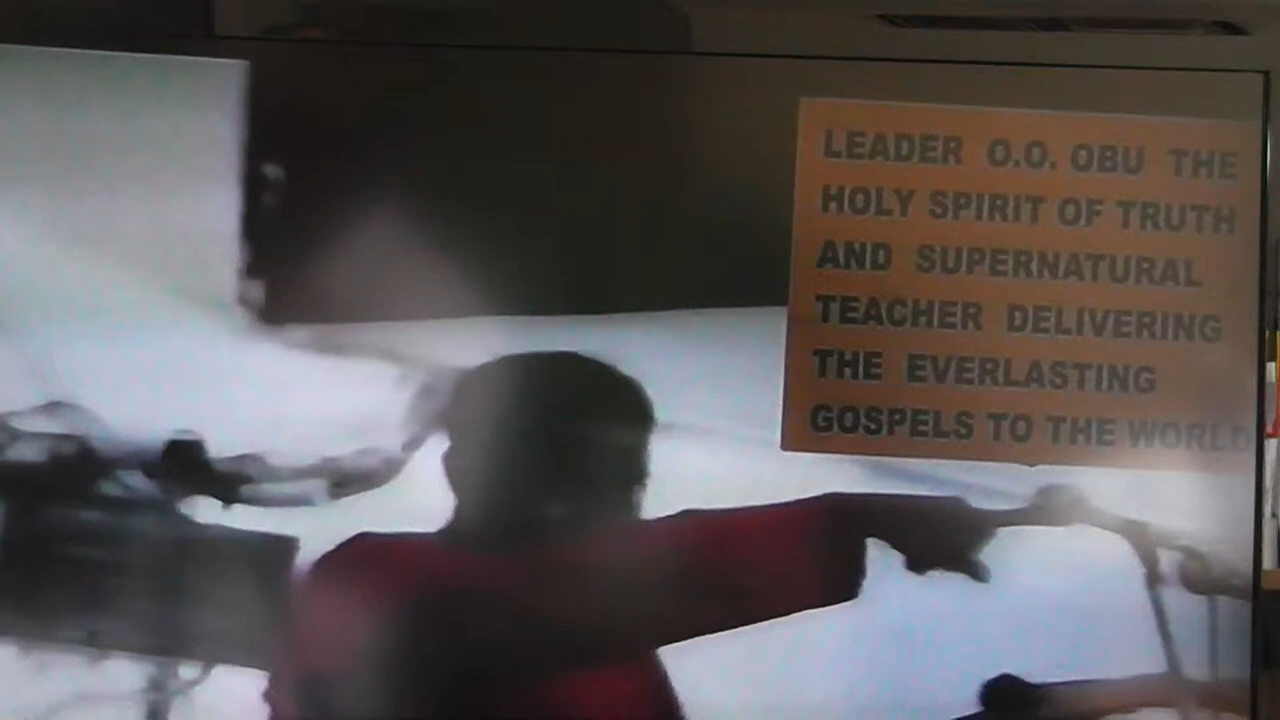 LEADER O.O. OBU THE
HOLY SPIRIT OF TRUTH
AND SUPERNATURAL
TEACHER DELIVERING
THE EVERLASTING
GOSPELS TO THE WORLD